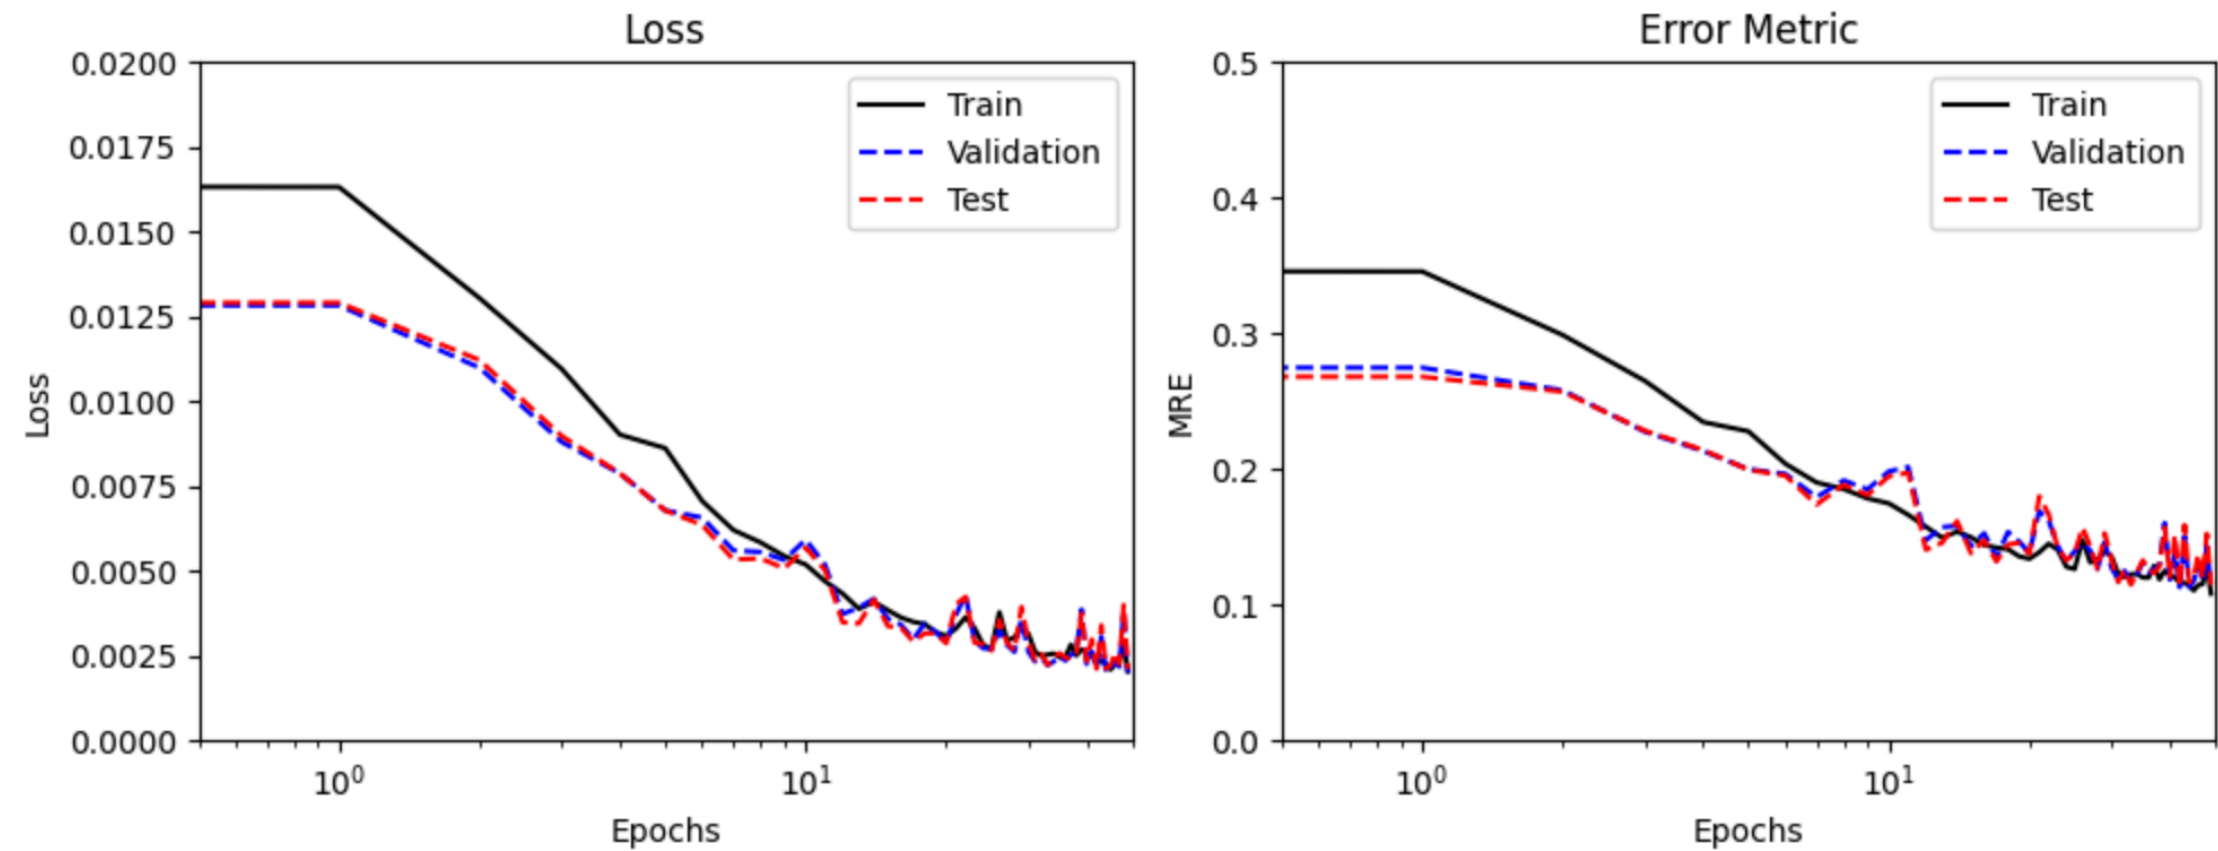 Loss
0.0200
0.0175
0.0150
0.0125
0.0100
0.0075
0.0050
0.0025
0.0000
Loss
Train
Validation
Test
10⁰
10¹
Epochs
Error Metric
0.5
0.4
0.3
0.2
0.1
0.0
MRE
Train
Validation
Test
10⁰
10¹
Epochs